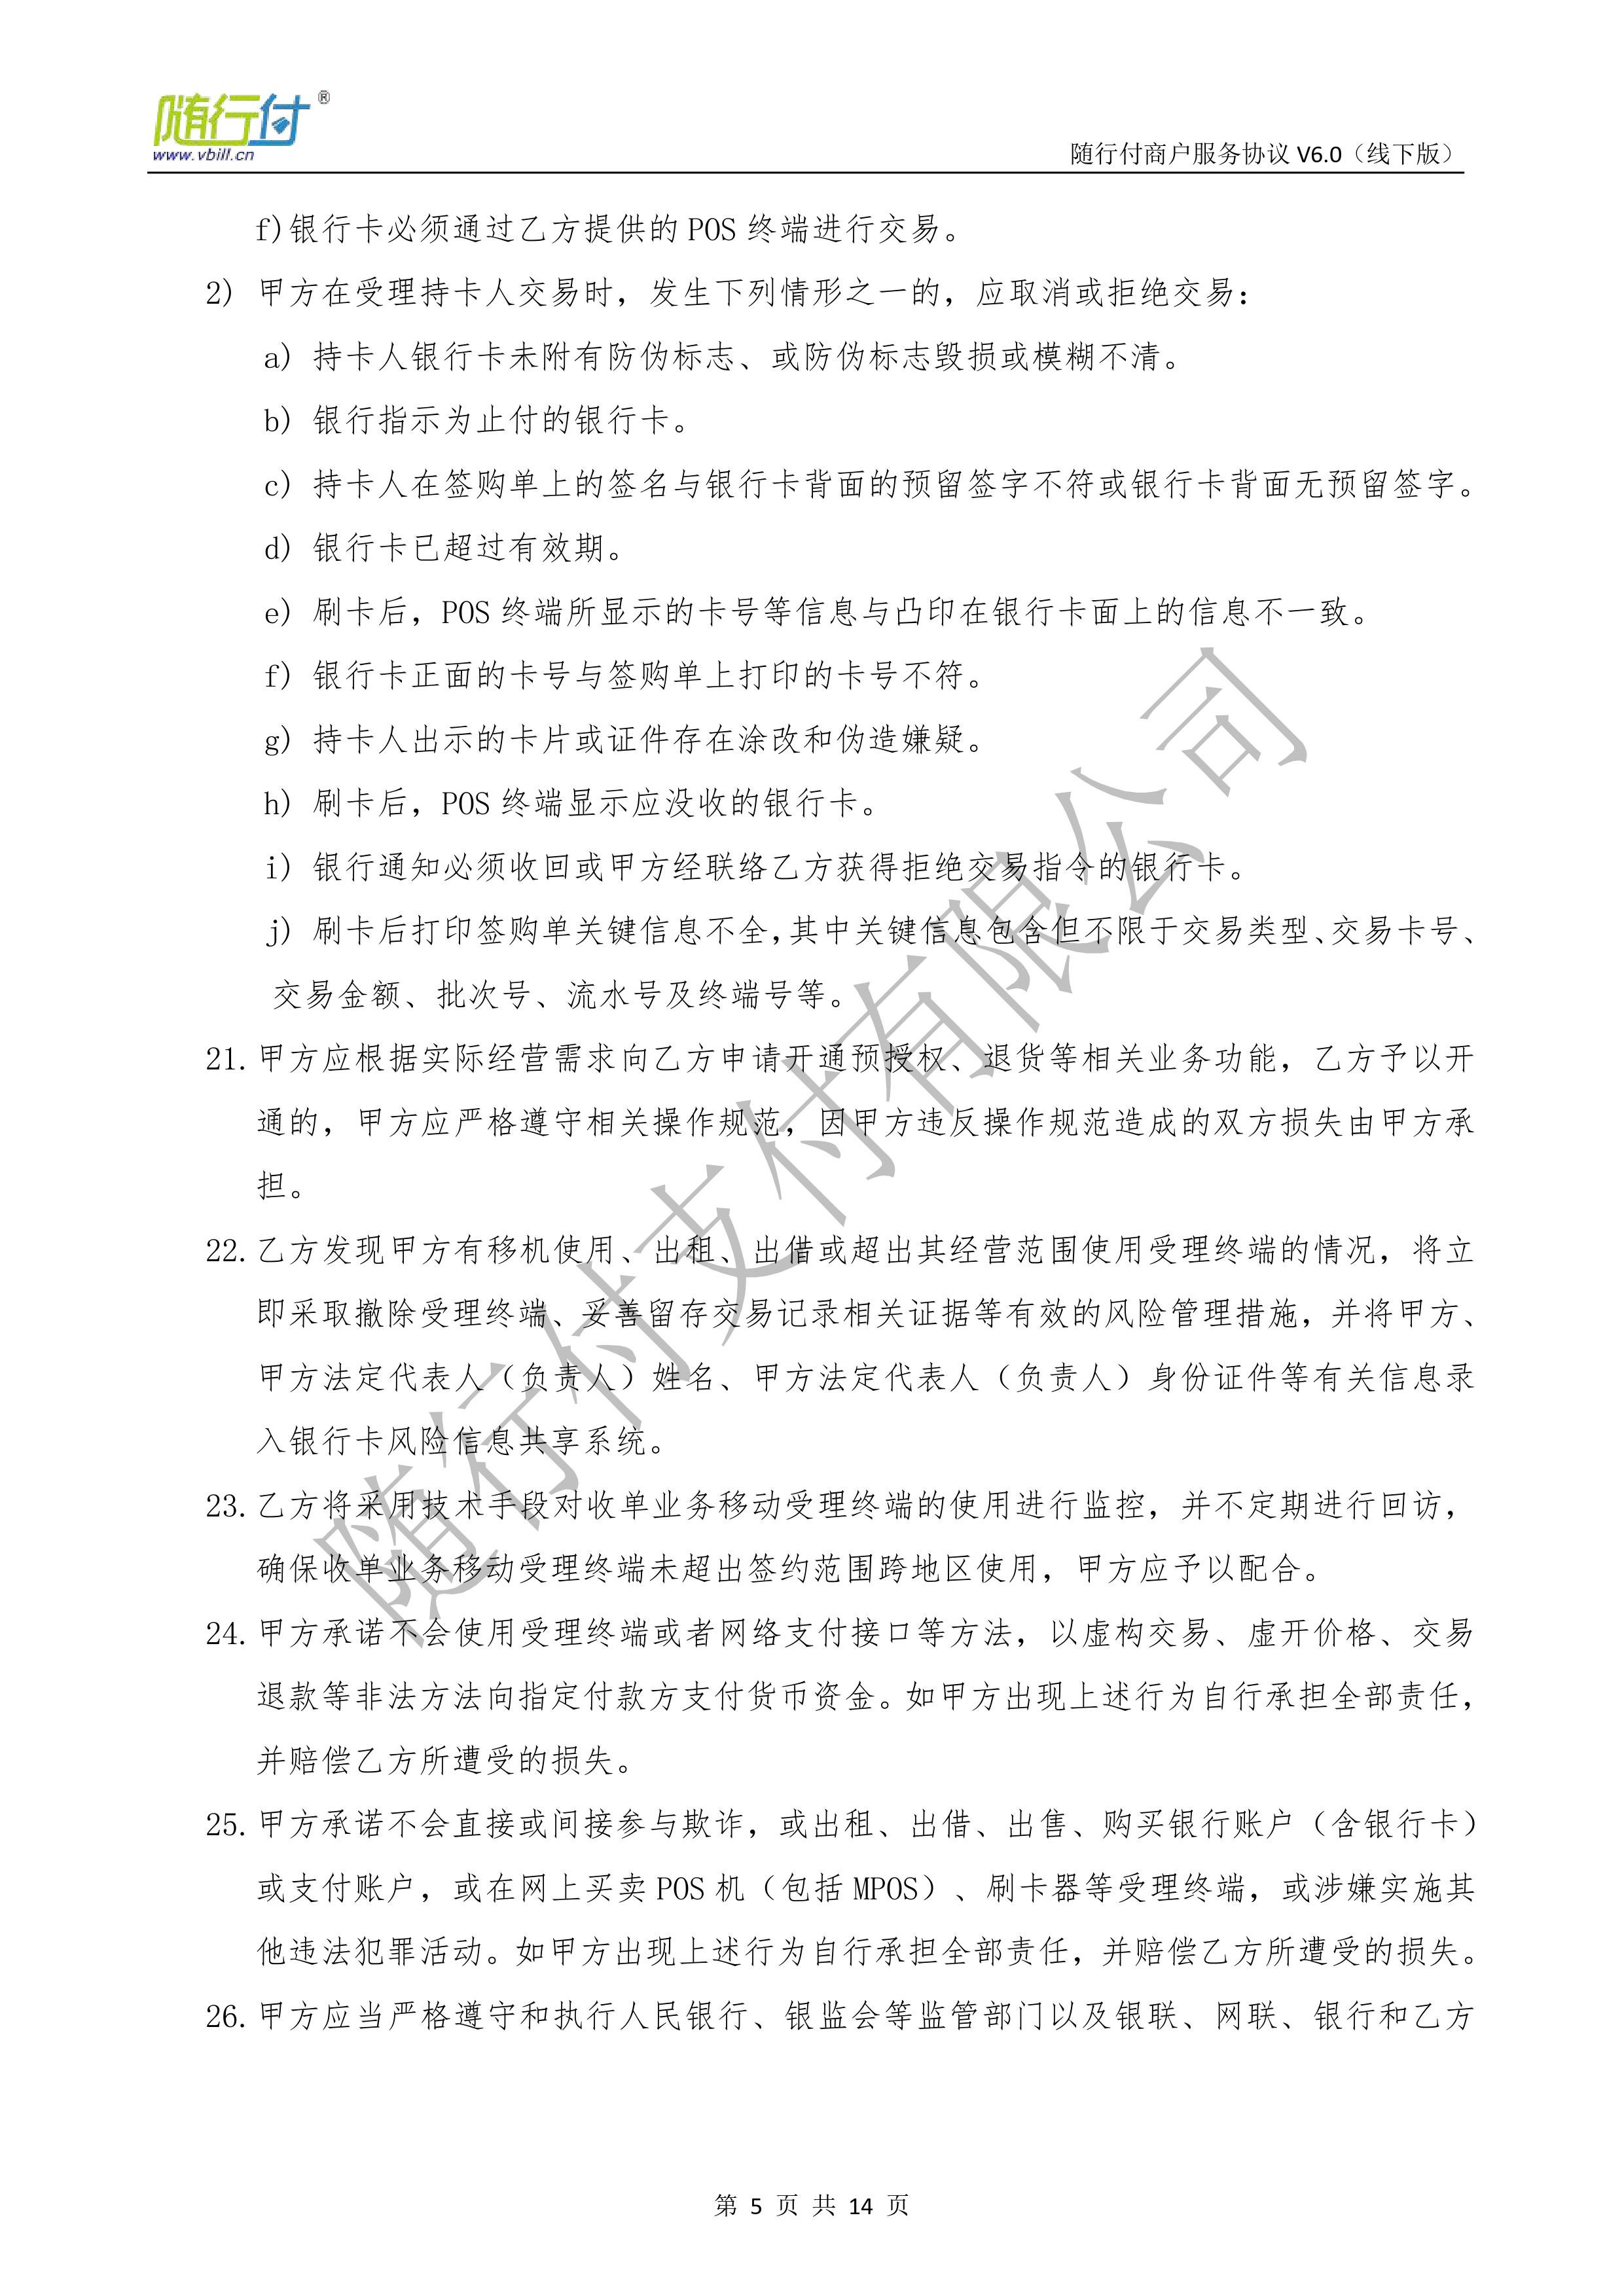 随行付®
www.vbill.cn
随行付商户服务协议 V6.0（线下版）
f)银行卡必须通过乙方提供的 POS 终端进行交易。
2) 甲方在受理持卡人交易时，发生下列情形之一的，应取消或拒绝交易：
a) 持卡人银行卡未附有防伪标志、或防伪标志毁损或模糊不清。
b) 银行指示为止付的银行卡。
c) 持卡人在签购单上的签名与银行卡背面的预留签字不符或银行卡背面无预留签字。
d) 银行卡已超过有效期。
e) 刷卡后，POS 终端所显示的卡号等信息与凸印在银行卡面上的信息不一致。
f) 银行卡正面的卡号与签购单上打印的卡号不符。
g) 持卡人出示的卡片或证件存在涂改和伪造嫌疑。
h) 刷卡后，POS 终端显示应没收的银行卡。
i) 银行通知必须收回或甲方经联络乙方获得拒绝交易指令的银行卡。
j) 刷卡后打印签购单关键信息不全，其中关键信息包含但不限于交易类型、交易卡号、
交易金额、批次号、流水号及终端号等。
21. 甲方应根据实际经营需求向乙方申请开通预授权、退货等相关业务功能，乙方予以开
通的，甲方应严格遵守相关操作规范，因甲方违反操作规范造成的双方损失由甲方承
担。
22. 乙方发现甲方有移机使用、出租、出借或超出其经营范围使用受理终端的情况，将立
即采取撤除受理终端、妥善留存交易记录相关证据等有效的风险管理措施，并将甲方、
甲方法定代表人（负责人）姓名、甲方法定代表人（负责人）身份证件等有关信息录
入银行卡风险信息共享系统。
23. 乙方将采用技术手段对收单业务移动受理终端的使用进行监控，并不定期进行回访，
确保收单业务移动受理终端未超出签约范围跨地区使用，甲方应予以配合。
24. 甲方承诺不会使用受理终端或者网络支付接口等方法，以虚构交易、虚开价格、交易
退款等非法方法向指定付款方支付货币资金。如甲方出现上述行为自行承担全部责任，
并赔偿乙方所遭受的损失。
25. 甲方承诺不会直接或间接参与欺诈，或出租、出借、出售、购买银行账户（含银行卡）
或支付账户，或在网上买卖 POS 机（包括 MPOS）、刷卡器等受理终端，或涉嫌实施其
他违法犯罪活动。如甲方出现上述行为自行承担全部责任，并赔偿乙方所遭受的损失。
26. 甲方应当严格遵守和执行人民银行、银监会等监管部门以及银联、网联、银行和乙方
随行付支付有限公司
第 5 页 共 14 页